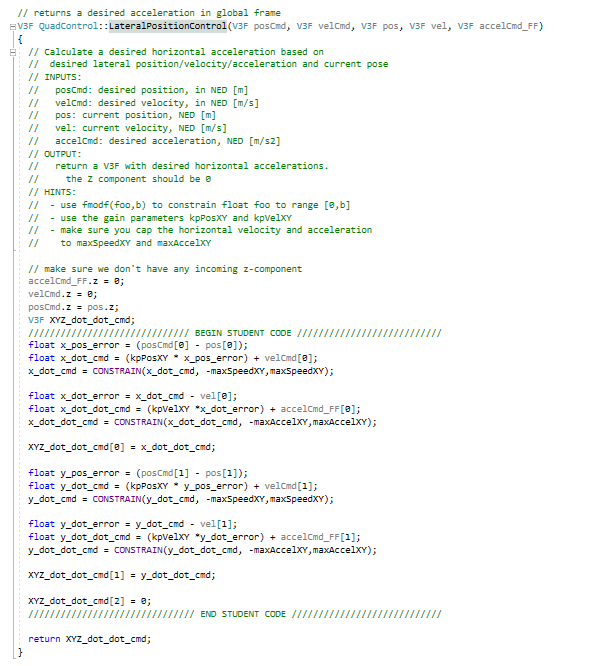 // returns a desired acceleration in global frame
V3F QuadControl::LateralPositionControl(V3F posCmd, V3F velCmd, V3F pos, V3F vel, V3F accelCmd_FF)
{
// Calculate a desired horizontal acceleration based on
// desired lateral position/velocity/acceleration and current pose
// INPUTS:
// posCmd: desired position, in NED [m]
// velCmd: desired velocity, in NED [m/s]
// pos: current position, NED [m]
// vel: current velocity, NED [m/s]
// accelCmd: desired acceleration, NED [m/s2]
// OUTPUT:
// return a V3F with desired horizontal accelerations.
// the Z component should be 0
// HINTS:
// - use fmodf(foo,b) to constrain float foo to range [0,b]
// - use the gain parameters kpPosXY and kpVelXY
// - make sure you cap the horizontal velocity and acceleration
// to maxSpeedXY and maxAccelXY
// make sure we don't have any incoming z-component
accelCmd_FF.z = 0;
velCmd.z = 0;
posCmd.z = pos.z;
V3F XYZ_dot_dot_cmd;
////////////////////////////// BEGIN STUDENT CODE ///////////////////////////
float x_pos_error = (posCmd[0] - pos[0]);
float x_dot_cmd = (kpPosXY * x_pos_error) + velCmd[0];
x_dot_cmd = CONSTRAIN(x_dot_cmd, -maxSpeedXY,maxSpeedXY);
float x_dot_error = x_dot_cmd - vel[0];
float x_dot_dot_cmd = (kpVelXY *x_dot_error) + accelCmd_FF[0];
x_dot_dot_cmd = CONSTRAIN(x_dot_dot_cmd, -maxAccelXY,maxAccelXY);
XYZ_dot_dot_cmd[0] = x_dot_dot_cmd;
float y_pos_error = (posCmd[1] - pos[1]);
float y_dot_cmd = (kpPosXY * y_pos_error) + velCmd[1];
y_dot_cmd = CONSTRAIN(y_dot_cmd, -maxSpeedXY,maxSpeedXY);
float y_dot_error = y_dot_cmd - vel[1];
float y_dot_dot_cmd = (kpVelXY *y_dot_error) + accelCmd_FF[1];
y_dot_dot_cmd = CONSTRAIN(y_dot_dot_cmd, -maxAccelXY,maxAccelXY);
XYZ_dot_dot_cmd[1] = y_dot_dot_cmd;
XYZ_dot_dot_cmd[2] = 0;
/////////////////////////////// END STUDENT CODE ////////////////////////////
return XYZ_dot_dot_cmd;
}